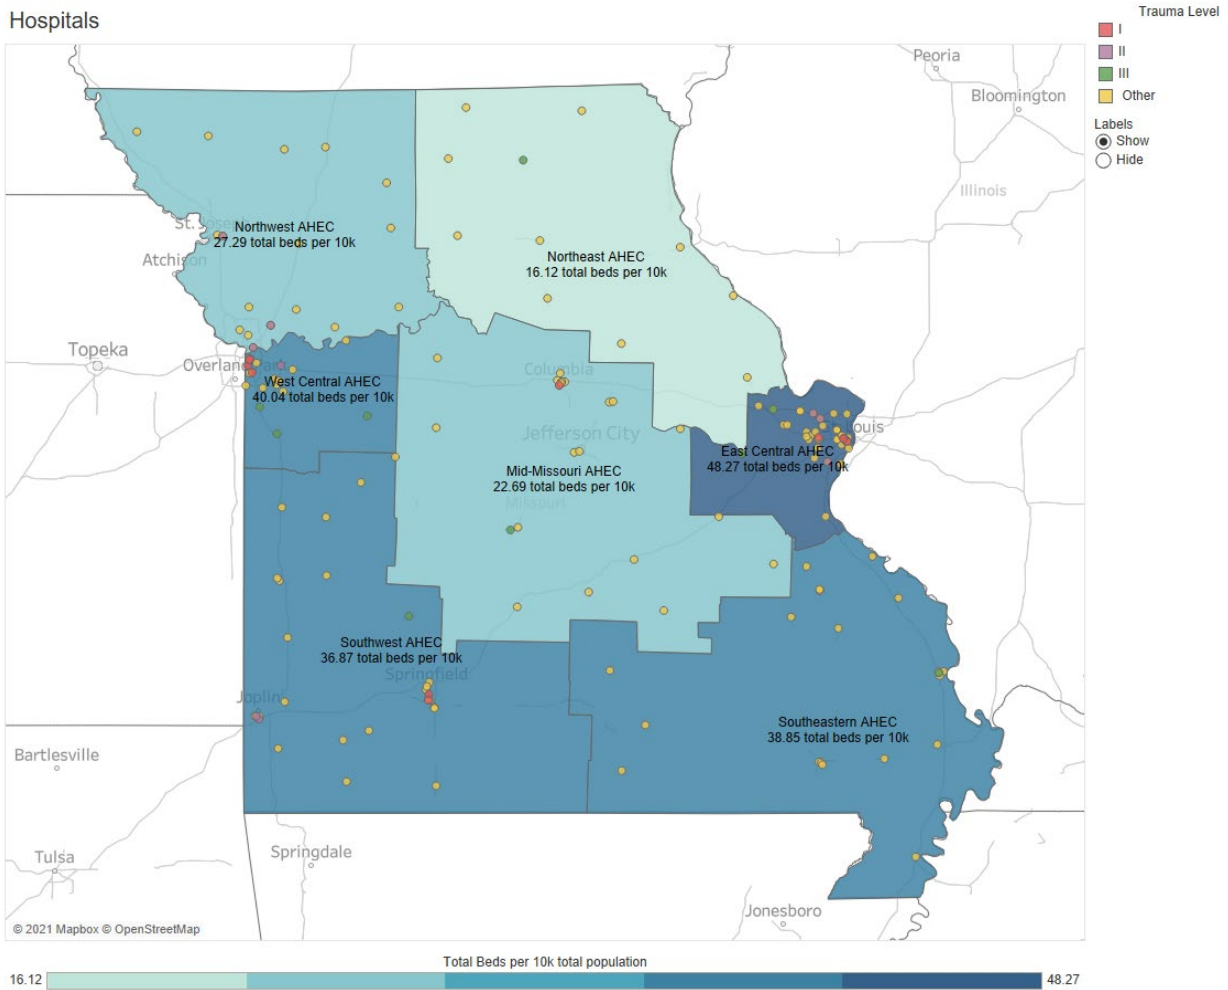 Hospitals
Trauma Level
I
II
III
Other
Labels
Show
Hide
Peoria
Bloomington
Illinois
St. Joseph
Northwest AHEC
27.29 total beds per 10k
Atchison
Northeast AHEC
16.12 total beds per 10k
Topeka
Overland Park
West Central AHEC
40.04 total beds per 10k
Columbia
Louis
Jefferson City
East Central AHEC
48.27 total beds per 10k
Mid-Missouri AHEC
22.69 total beds per 10k
Missouri
Southwest AHEC
36.87 total beds per 10k
Springfield
Joplin
Southeastern AHEC
38.85 total beds per 10k
Bartlesville
Tulsa
Springdale
Jonesboro
© 2021 Mapbox © OpenStreetMap
Total Beds per 10k total population
16.12
48.27